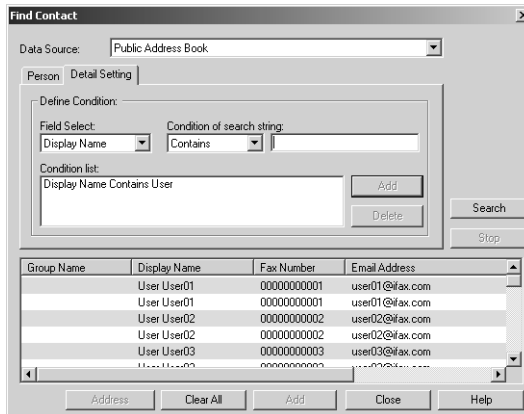 Find Contact
Data Source: Public Address Book
Person Detail Setting
Define Condition:
Field Select: Condition of search string:
Display Name Contains
Condition list:
Display Name Contains User
Add
Delete
Search
Stop
Group Name Display Name Fax Number Email Address
User User01 00000000001 user01@ifax.com
User User01 00000000001 user01@ifax.com
User User02 00000000002 user02@ifax.com
User User02 00000000002 user02@ifax.com
User User03 00000000003 user03@ifax.com
Address Clear All Add Close Help